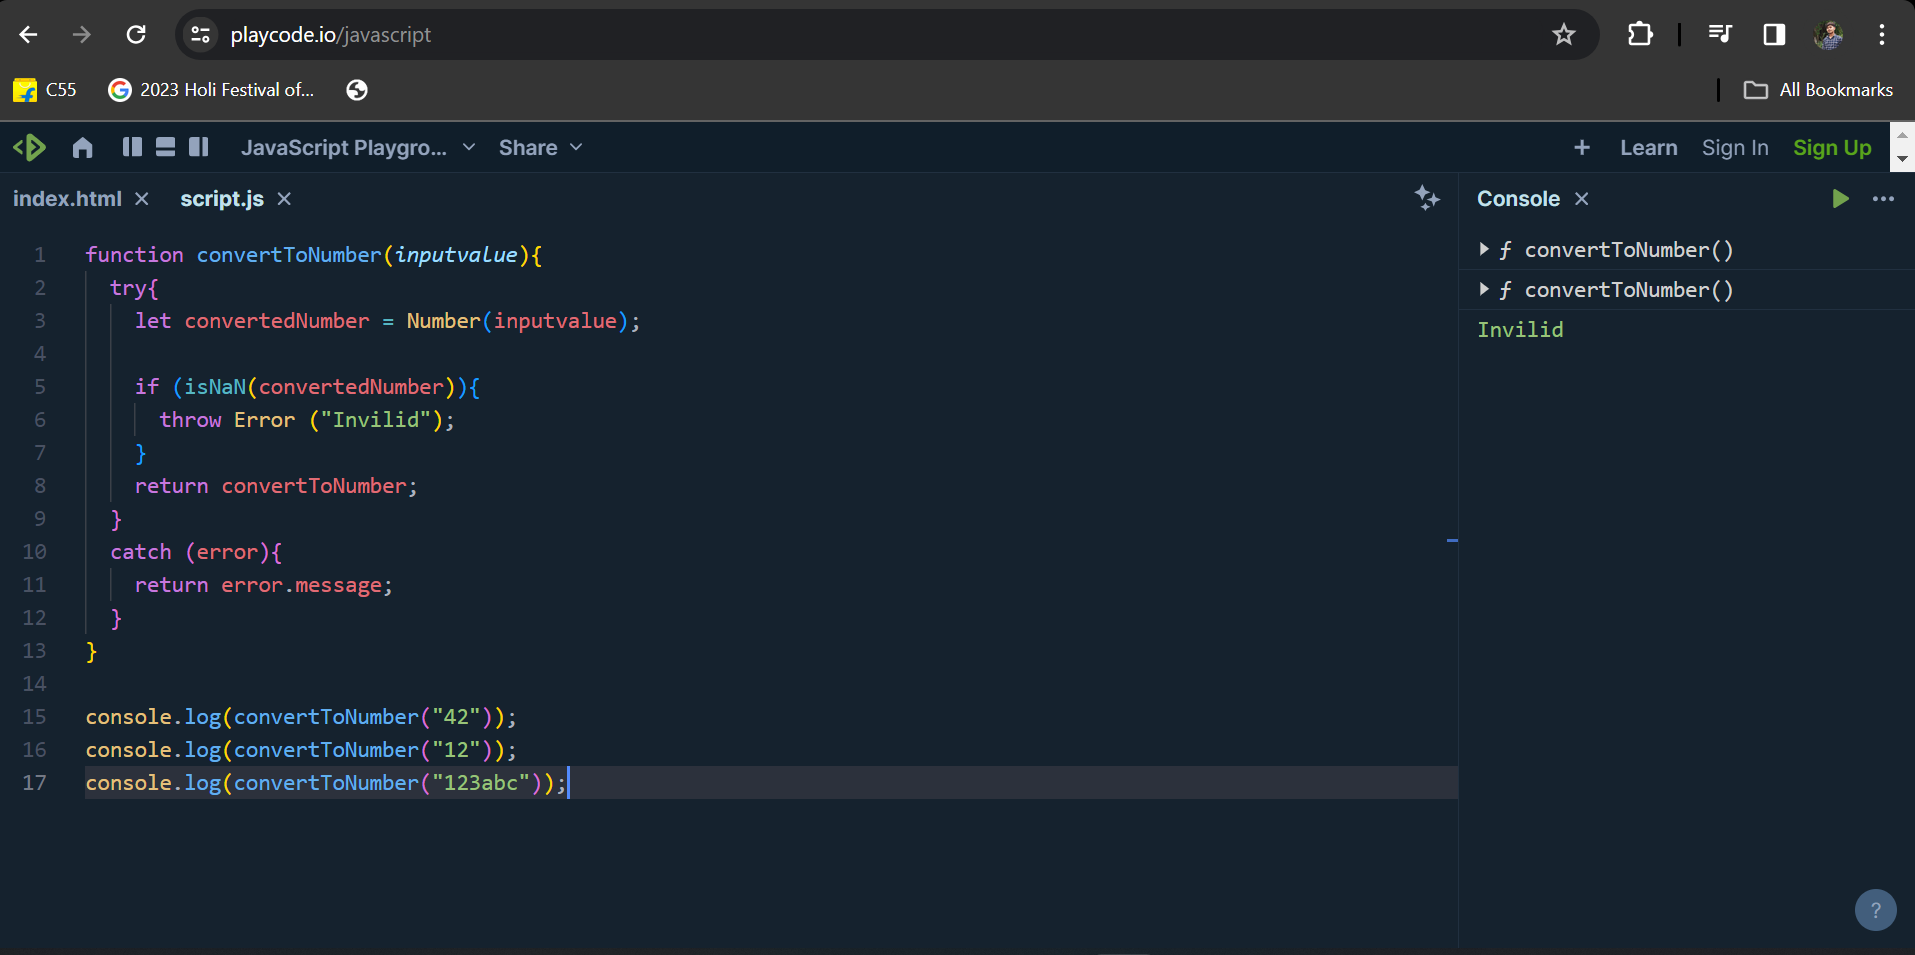 playcode.io/javascript
C55
2023 Holi Festival of...
All Bookmarks
JavaScript Playgro...
Share
+
Learn
Sign In
Sign Up
index.html
script.js
1 function convertToNumber(inputvalue){
2 try{
3 let convertedNumber = Number(inputvalue);
4
5 if (isNaN(convertedNumber)){
6 throw Error ("Invilid");
7 }
8 return convertToNumber;
9 }
10 catch (error){
11 return error.message;
12 }
13 }
14
15 console.log(convertToNumber("42"));
16 console.log(convertToNumber("12"));
17 console.log(convertToNumber("123abc"));
Console
ƒ convertToNumber()
ƒ convertToNumber()
Invilid
?